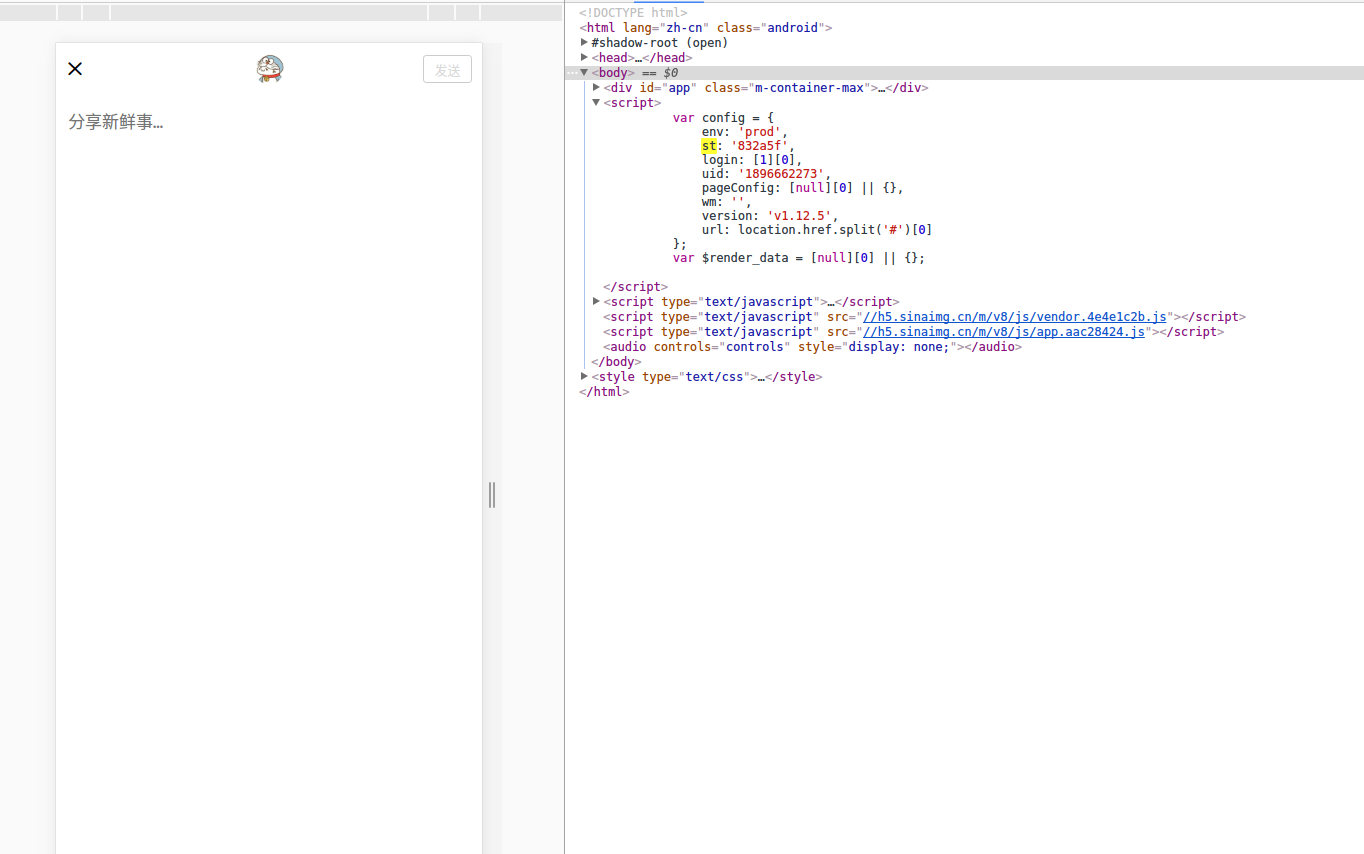 发送
分享新鲜事...
<!DOCTYPE html>
<html lang="zh-cn" class="android">
#shadow-root (open)
<head>…</head>
<body> == $0
<div id="app" class="m-container-max">…</div>
<script>
var config = {
env: 'prod',
st: '832a5f',
login: [1][0],
uid: '1896662273',
pageConfig: [null][0] || {},
wm: '',
version: 'v1.12.5',
url: location.href.split('#')[0]
};
var $render_data = [null][0] || {};
</script>
<script type="text/javascript">…</script>
<script type="text/javascript" src="//h5.sinaimg.cn/m/v8/js/vendor.4e4e1c2b.js"></script>
<script type="text/javascript" src="//h5.sinaimg.cn/m/v8/js/app.aac28424.js"></script>
<audio controls="controls" style="display: none;"></audio>
</body>
<style type="text/css">…</style>
</html>